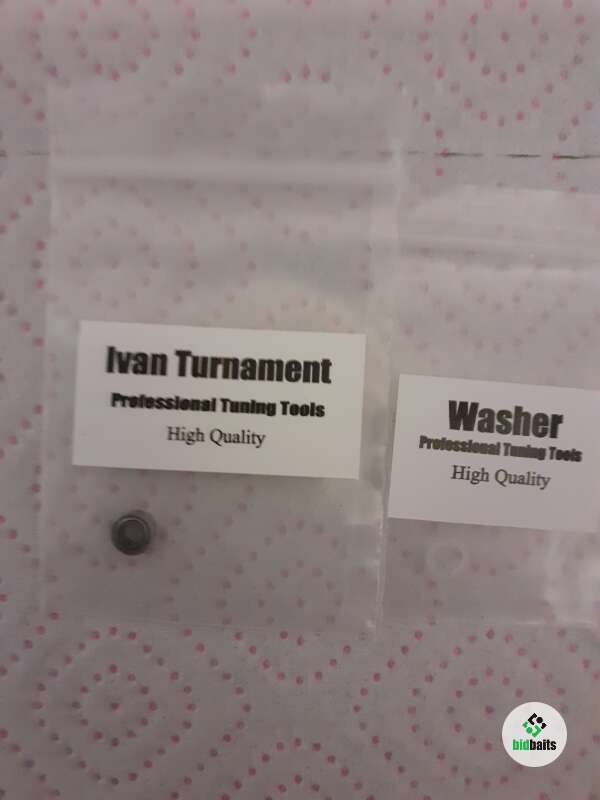 Ivan Turnament
Professional Tuning Tools
High Quality
Washer
Professional Tuning Tools
High Quality
bidbaits